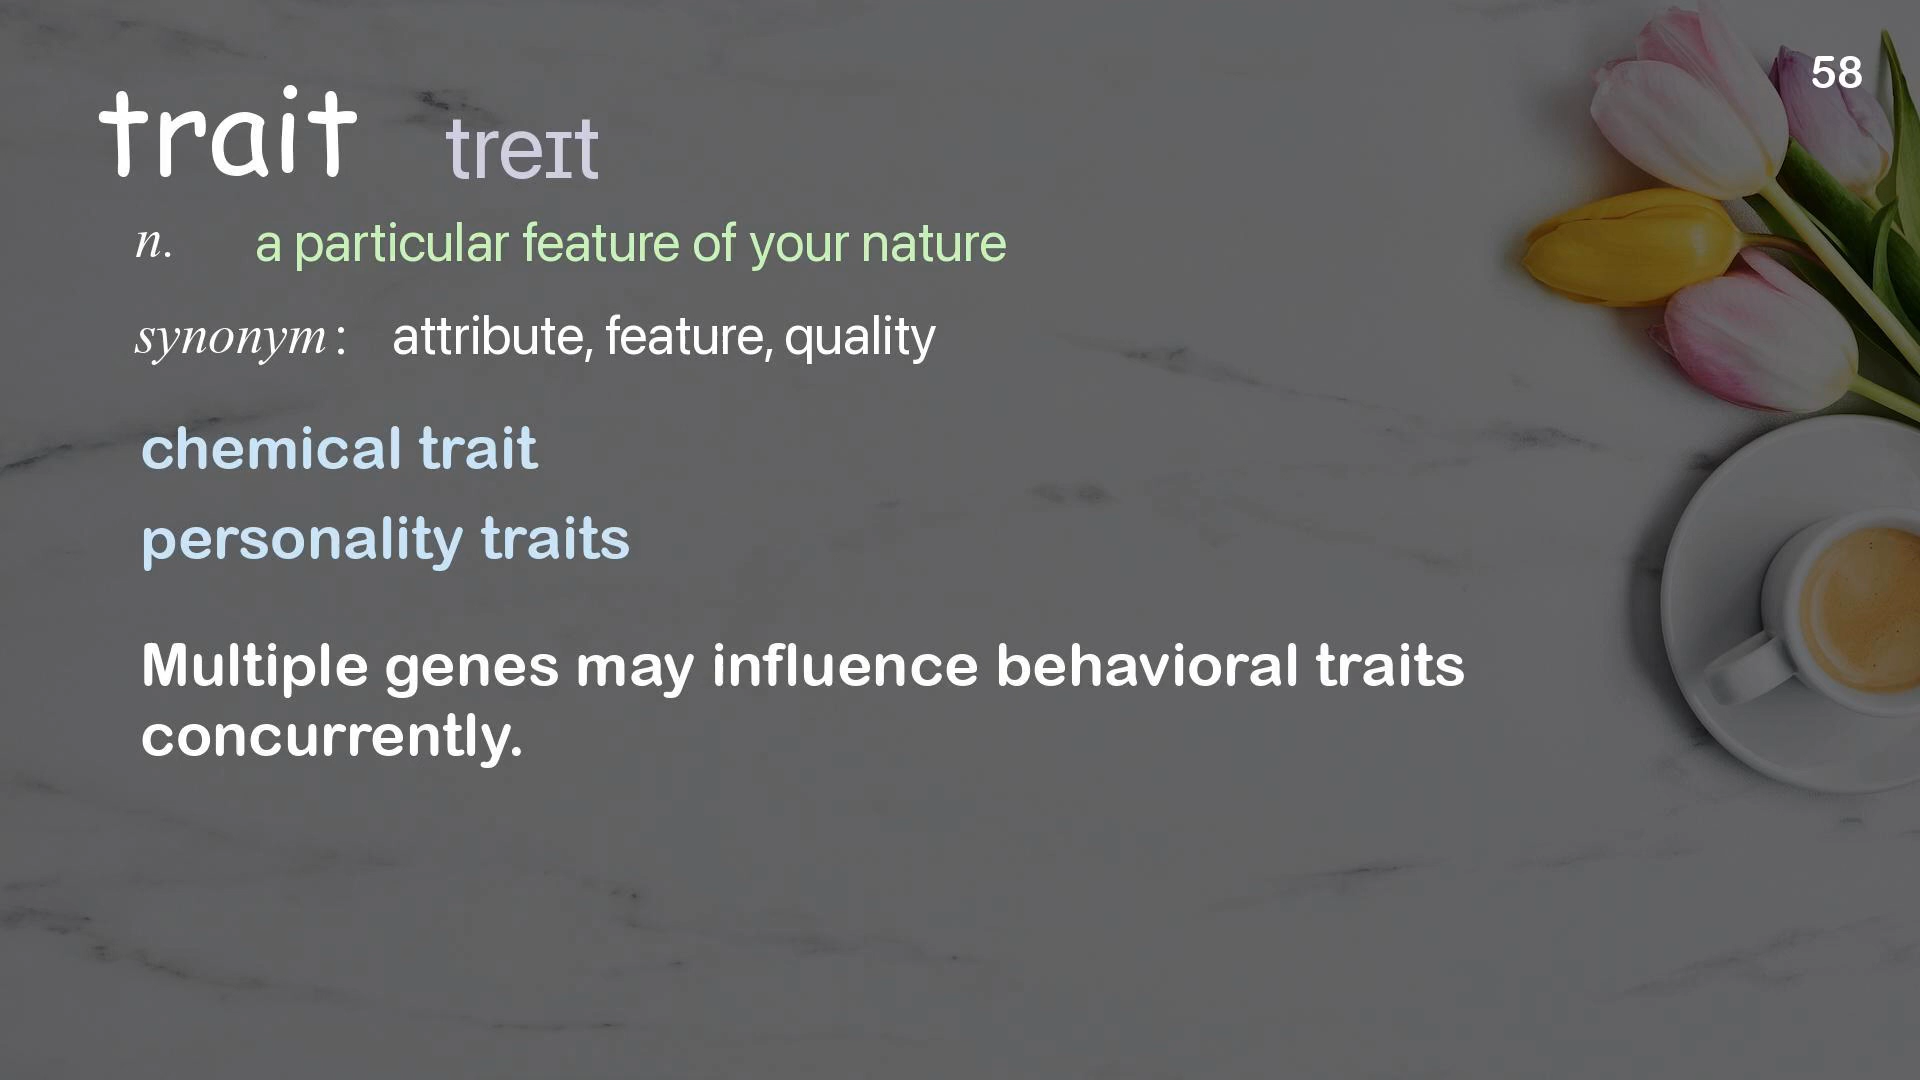 58
trait treɪt
n. a particular feature of your nature
synonym: attribute, feature, quality
chemical trait
personality traits
Multiple genes may influence behavioral traits
concurrently.